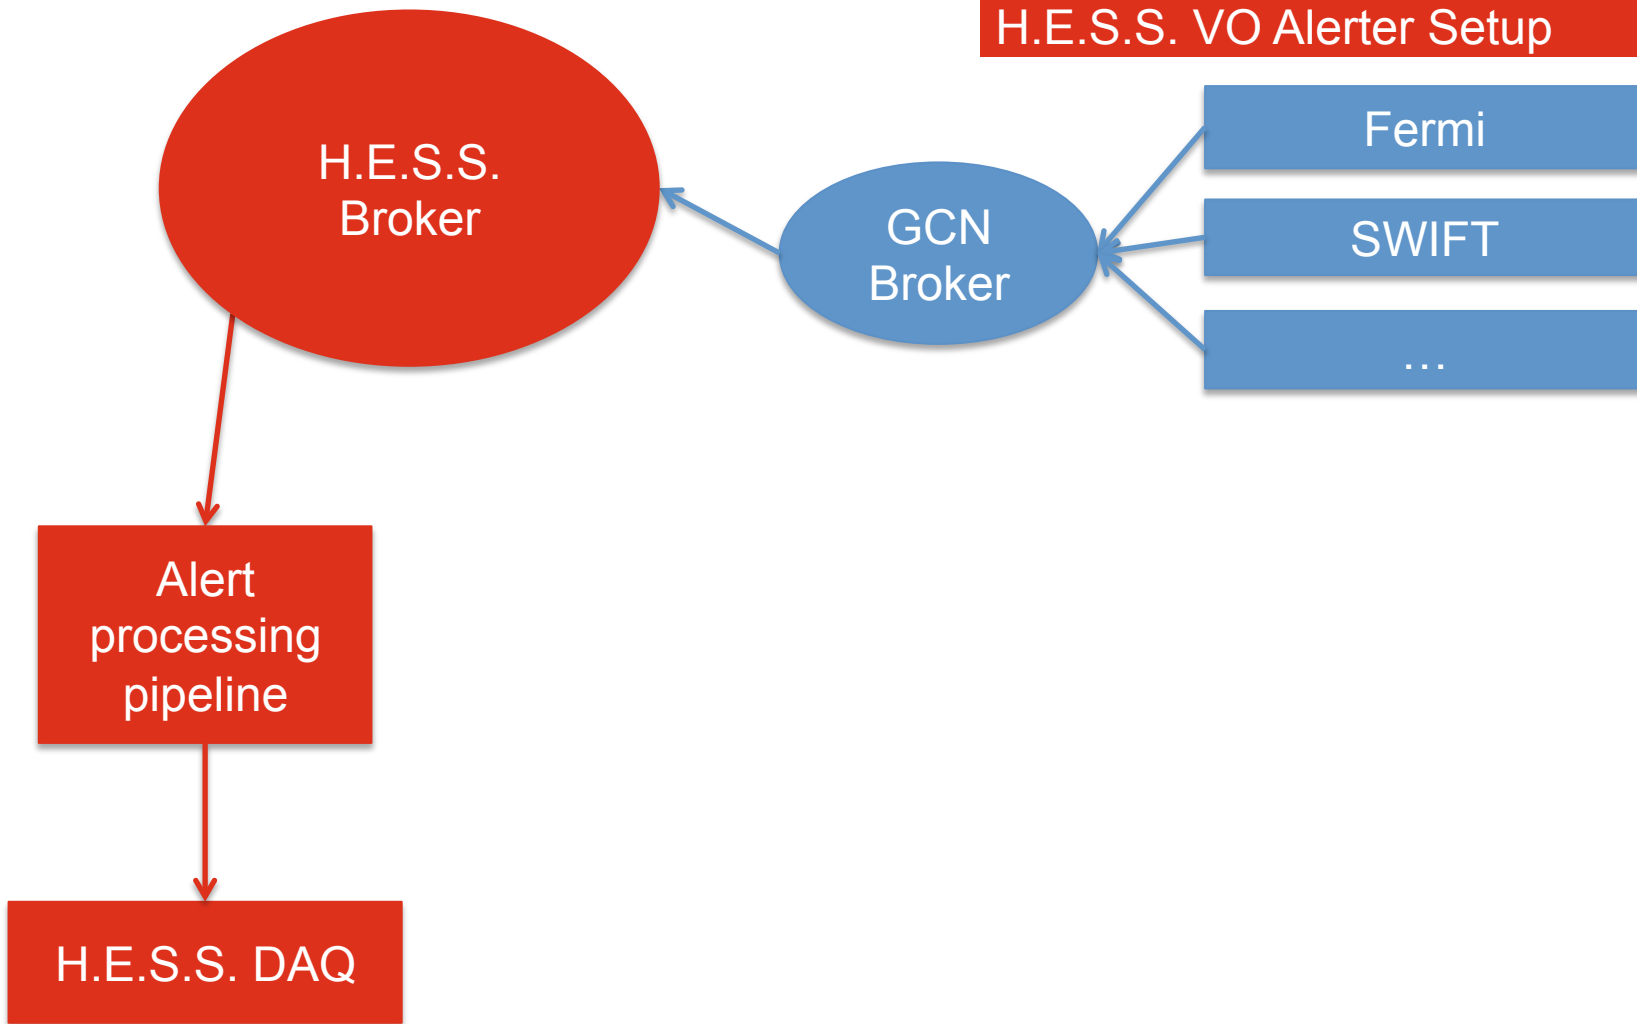 H.E.S.S. VO Alerter Setup
H.E.S.S.
Broker
GCN
Broker
Fermi
SWIFT
...
Alert
processing
pipeline
H.E.S.S. DAQ